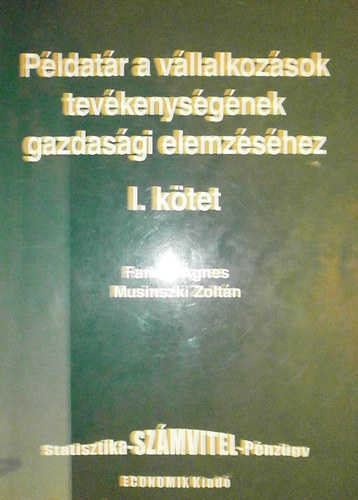 Példatár a vállalkozások
tevékenységének
gazdasági elemzéséhez
I. kötet
Ágnes
Musinszki Zoltán
Statisztika-SZÁMVITEL-Pénzügy
ECONOMIX Kiadó